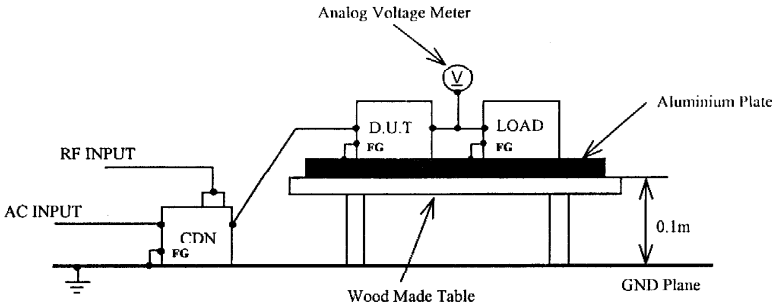 Analog Voltage Meter
V
Aluminium Plate
D.U.T
LOAD
FG
FG
RF INPUT
AC INPUT
CDN
FG
0.1m
GND Plane
Wood Made Table